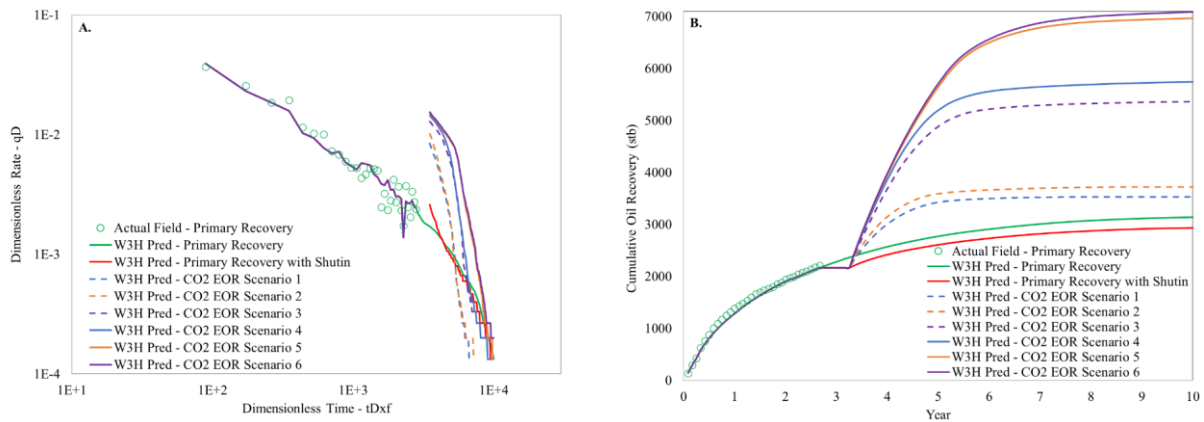 A.
1E-1
1E-2
1E-3
1E-4
Dimensionless Rate - qD
Actual Field - Primary Recovery
W3H Pred - Primary Recovery
W3H Pred - Primary Recovery with Shutin
W3H Pred - CO2 EOR Scenario 1
W3H Pred - CO2 EOR Scenario 2
W3H Pred - CO2 EOR Scenario 3
W3H Pred - CO2 EOR Scenario 4
W3H Pred - CO2 EOR Scenario 5
W3H Pred - CO2 EOR Scenario 6
1E+1 1E+2 1E+3 1E+4
Dimensionless Time - tDxf
B.
7000
6000
5000
4000
3000
2000
1000
0
Cumulative Oil Recovery (stb)
Actual Field - Primary Recovery
W3H Pred - Primary Recovery
W3H Pred - Primary Recovery with Shutin
W3H Pred - CO2 EOR Scenario 1
W3H Pred - CO2 EOR Scenario 2
W3H Pred - CO2 EOR Scenario 3
W3H Pred - CO2 EOR Scenario 4
W3H Pred - CO2 EOR Scenario 5
W3H Pred - CO2 EOR Scenario 6
0 1 2 3 4 5 6 7 8 9 10
Year